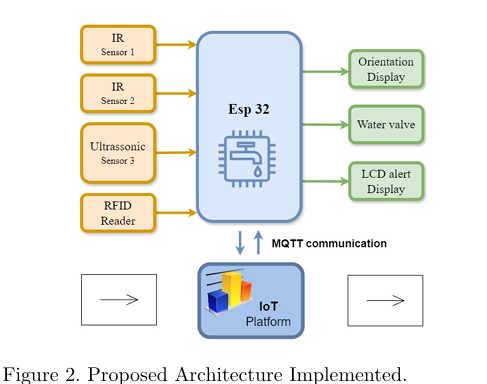 IR
Sensor 1
IR
Sensor 2
Ultrasonic
Sensor 3
RFID
Reader
Esp 32
Orientation
Display
Water valve
LCD alert
Display
MQTT communication
IoT
Platform
Figure 2. Proposed Architecture Implemented.